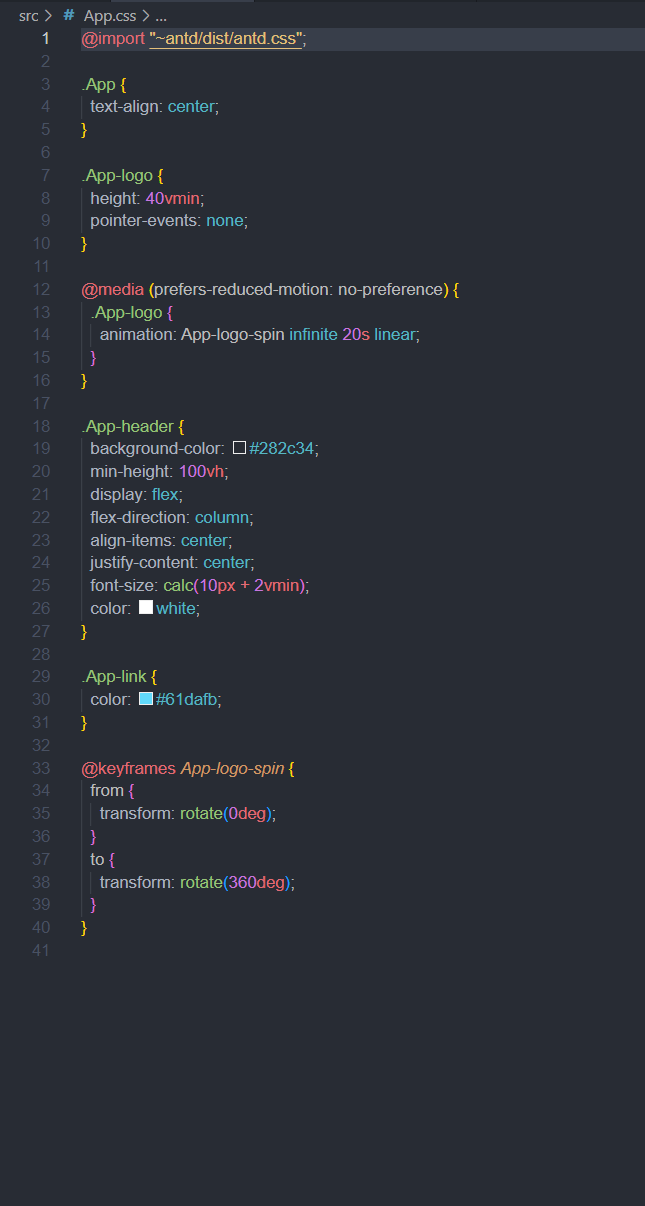 src > # App.css > ...
1 @import "~antd/dist/antd.css";
2
3 .App {
4   text-align: center;
5 }
6
7 .App-logo {
8   height: 40vmin;
9   pointer-events: none;
10 }
11
12 @media (prefers-reduced-motion: no-preference) {
13   .App-logo {
14     animation: App-logo-spin infinite 20s linear;
15   }
16 }
17
18 .App-header {
19   background-color: #282c34;
20   min-height: 100vh;
21   display: flex;
22   flex-direction: column;
23   align-items: center;
24   justify-content: center;
25   font-size: calc(10px + 2vmin);
26   color: white;
27 }
28
29 .App-link {
30   color: #61dafb;
31 }
32
33 @keyframes App-logo-spin {
34   from {
35     transform: rotate(0deg);
36   }
37   to {
38     transform: rotate(360deg);
39   }
40 }
41